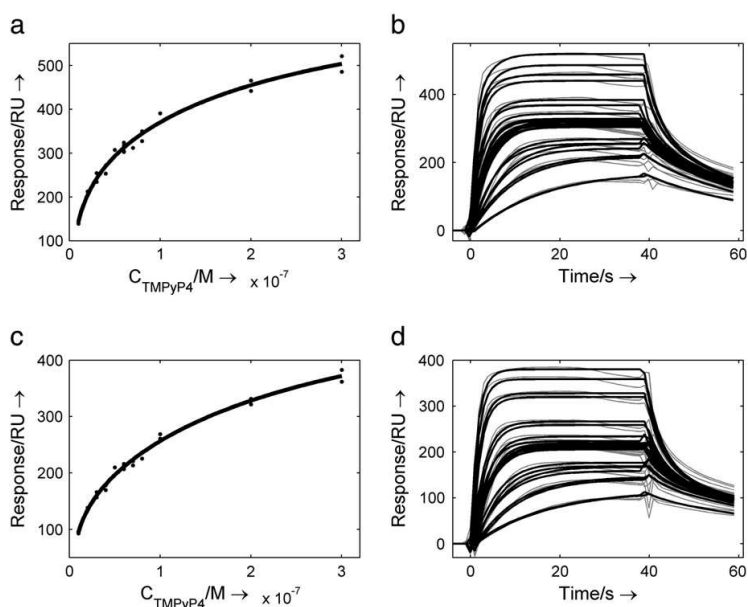 a
500
400
300
200
100
0
1
2
3
Response/RU →
C_TMPyP4/M → x 10⁻⁷
b
400
200
0
0
20
40
60
Response/RU →
Time/s →
c
400
300
200
100
0
1
2
3
Response/RU →
C_TMPyP4/M → x 10⁻⁷
d
400
300
200
100
0
0
20
40
60
Response/RU →
Time/s →